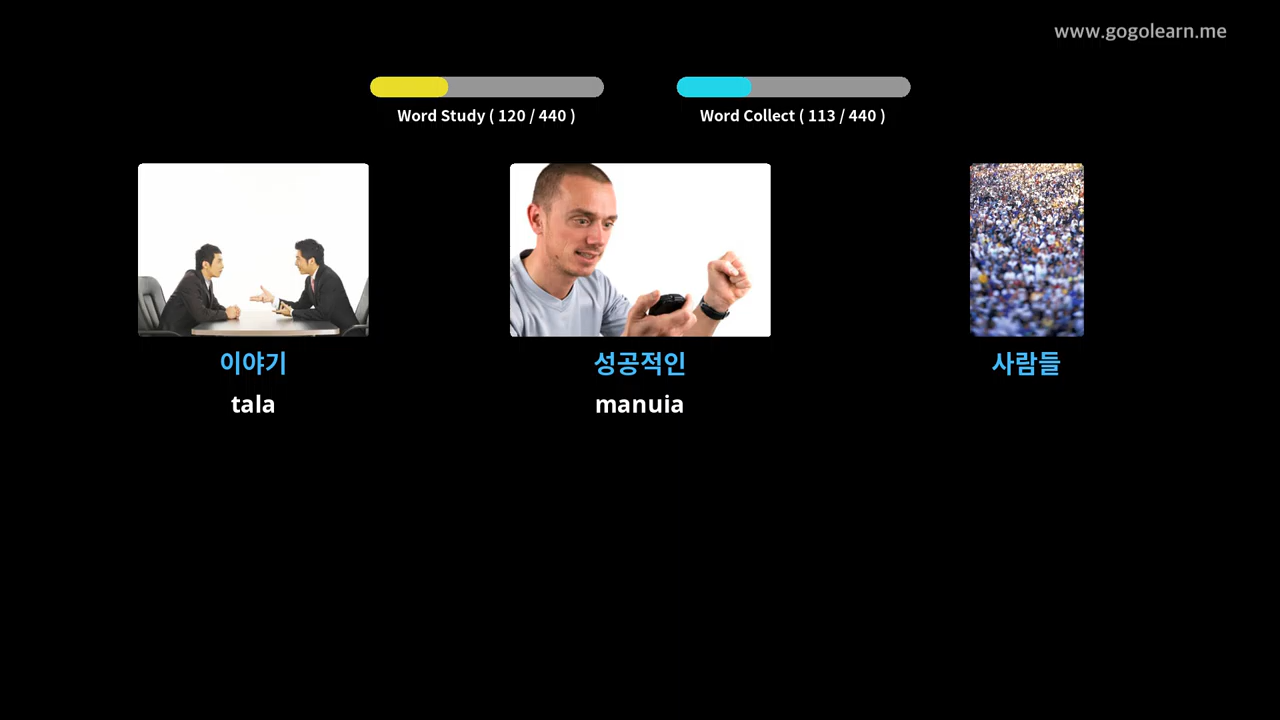 www.gogolearn.me
Word Study ( 120 / 440 )
Word Collect ( 113 / 440 )
이야기
성공적인
사람들
tala
manuia